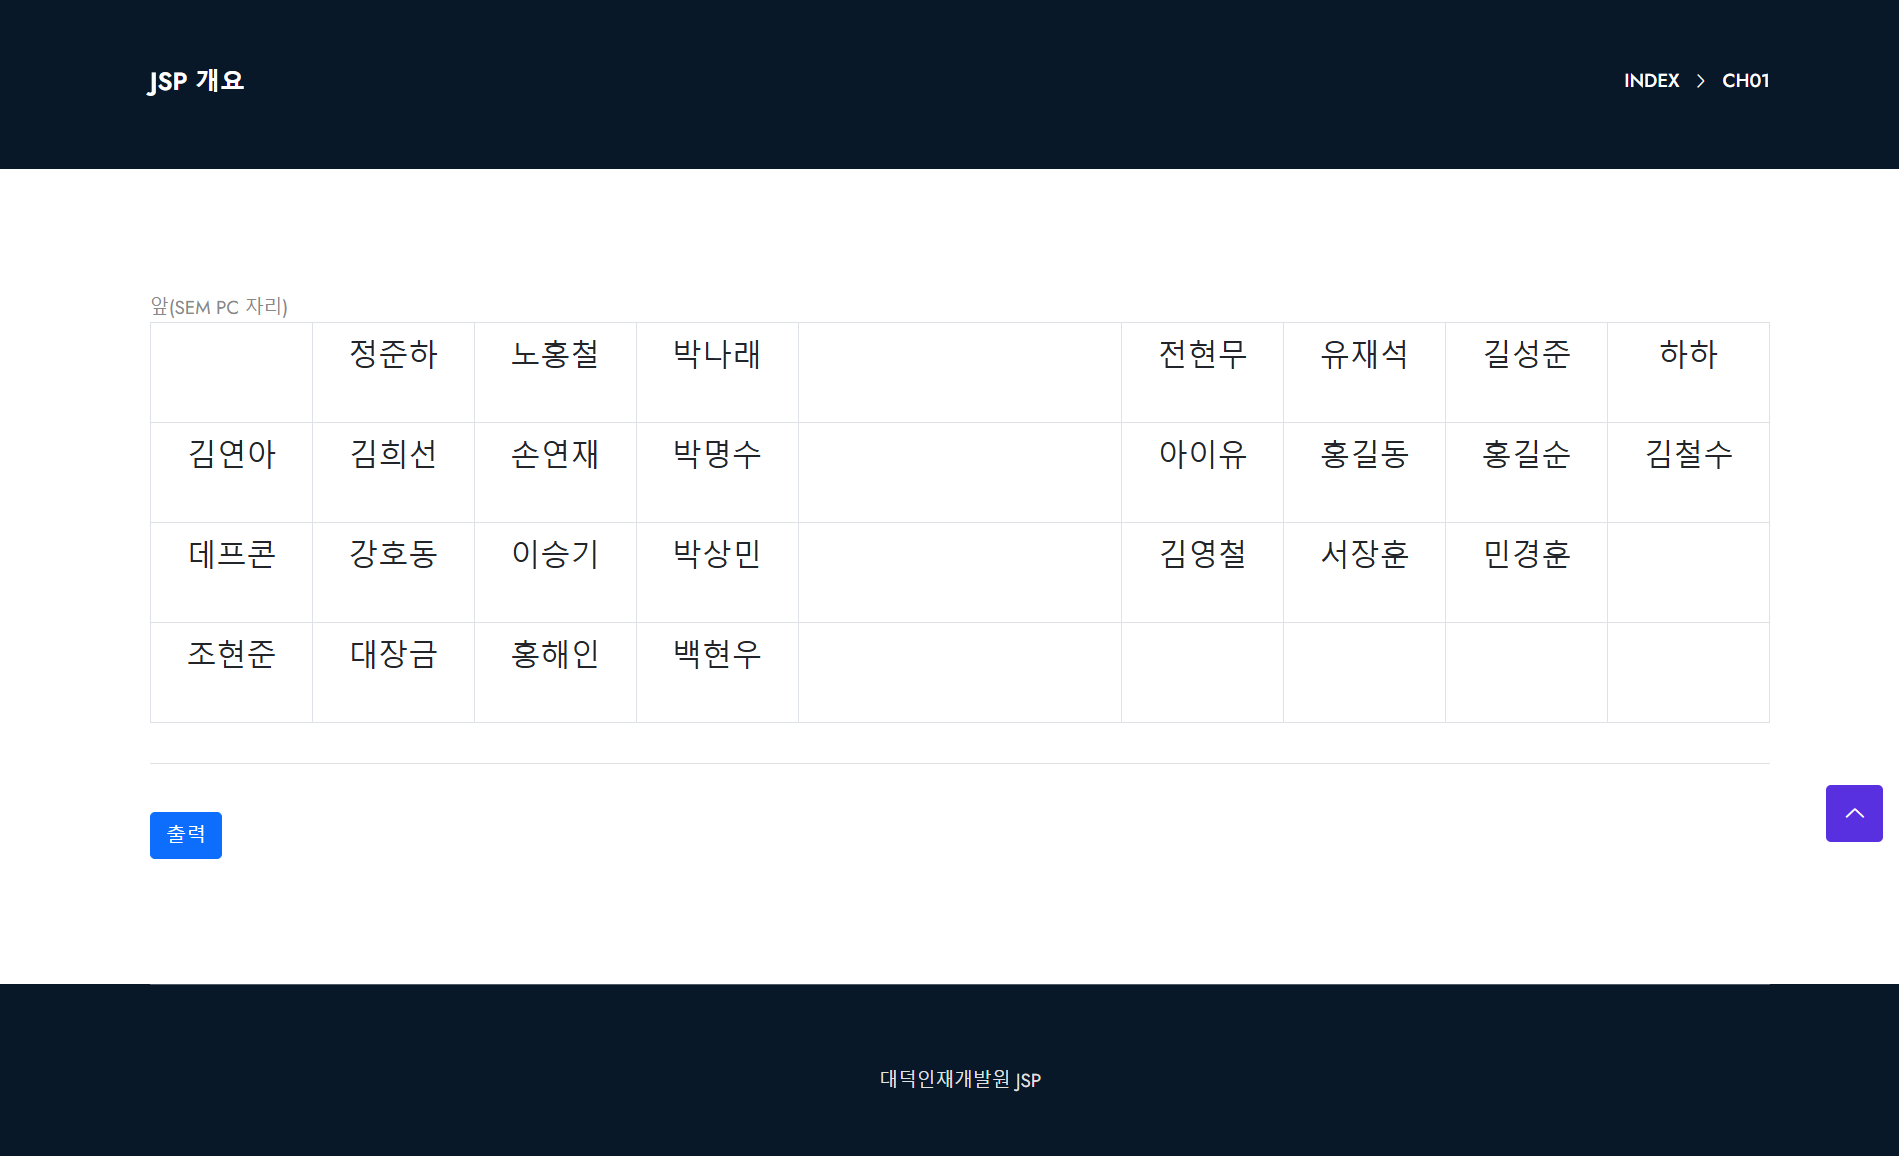 JSP 개요
INDEX > CH01
앞(SEM PC 자리)
정준하 노홍철 박나래 전현무 유재석 길성준 하하
김연아 김희선 손연재 박명수 아이유 홍길동 홍길순 김철수
데프콘 강호동 이승기 박상민 김영철 서장훈 민경훈
조현준 대장금 홍해인 백현우
출력
대덕인재개발원 JSP